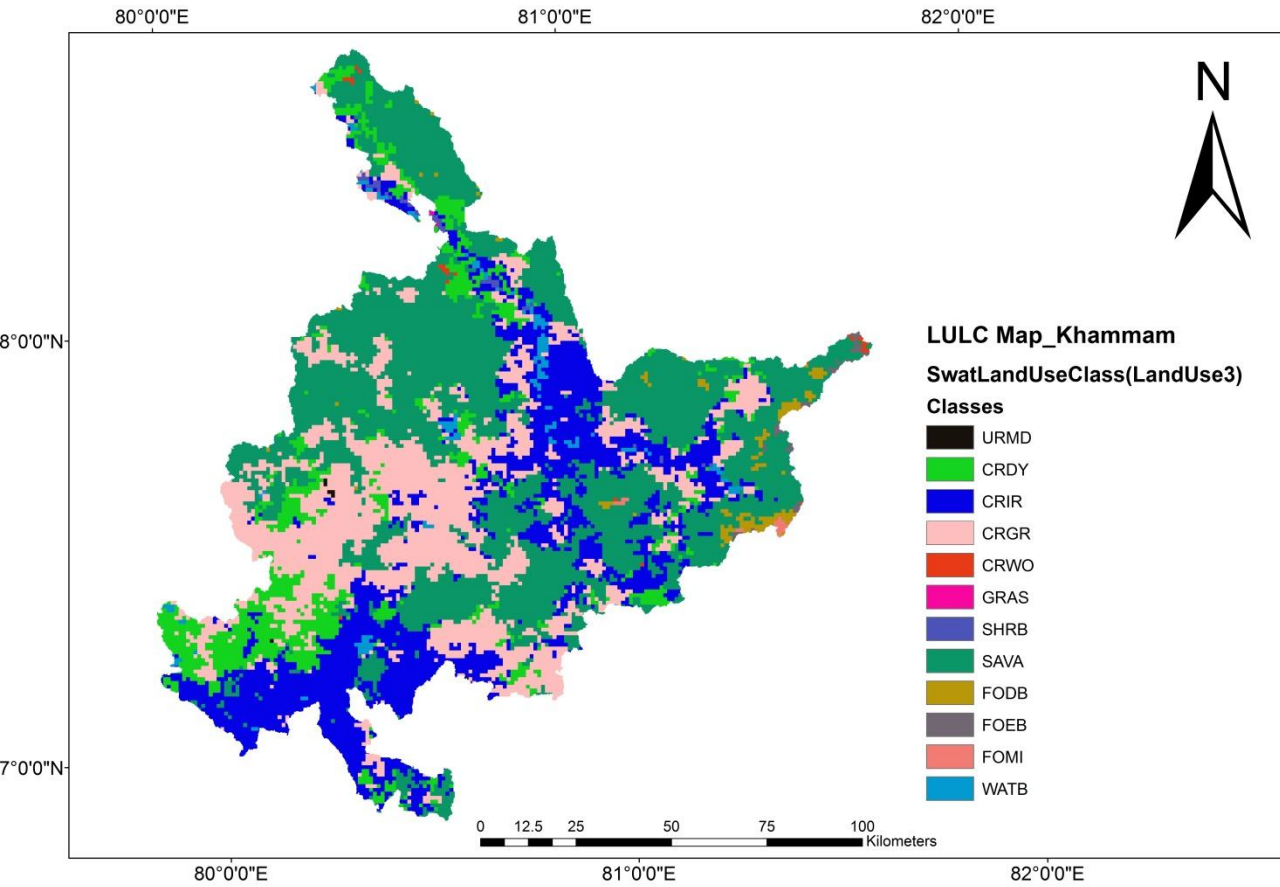 80°0'0"E 81°0'0"E 82°0'0"E
N
8°0'0"N
LULC Map_Khammam
SwatLandUseClass(LandUse3)
Classes
URMD
CRDY
CRIR
CRGR
CRWO
GRAS
SHRB
SAVA
FODB
FOEB
FOMI
WATB
7°0'0"N
0 12.5 25 50 75 100
Kilometers
80°0'0"E 81°0'0"E 82°0'0"E